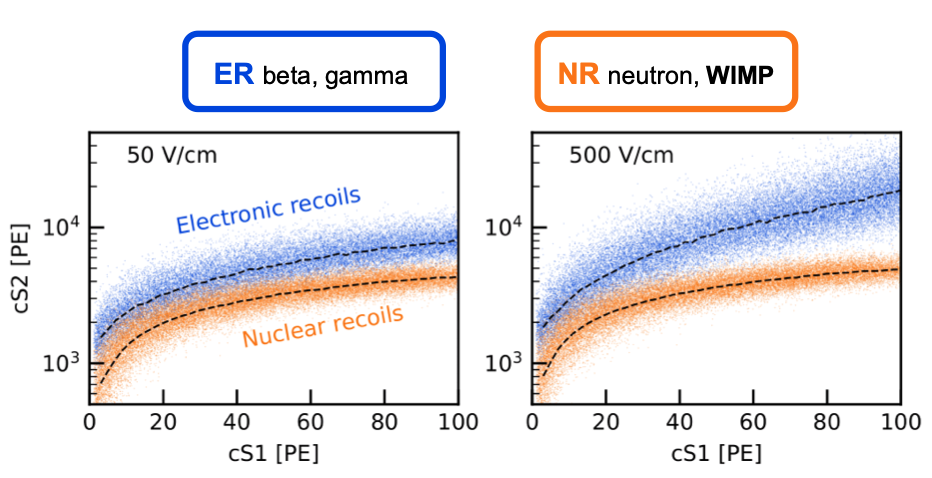 ER beta, gamma
NR neutron, WIMP
50 V/cm
Electronic recoils
Nuclear recoils
cS2 [PE]
10⁴
10³
0 20 40 60 80 100
cS1 [PE]
500 V/cm
10⁴
10³
0 20 40 60 80 100
cS1 [PE]